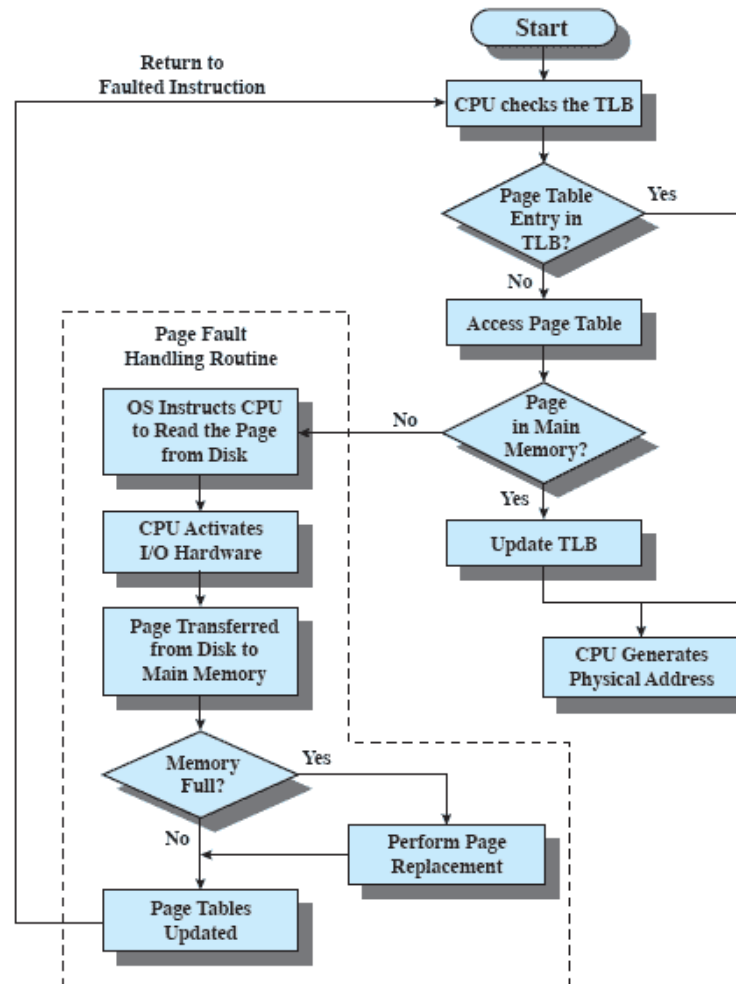 Start
Return to
Faulted Instruction
CPU checks the TLB
Page Table
Entry in
TLB?
Yes
No
Access Page Table
Page Fault
Handling Routine
OS Instructs CPU
to Read the Page
from Disk
No
Page
in Main
Memory?
Yes
CPU Activates
I/O Hardware
Update TLB
Page Transferred
from Disk to
Main Memory
CPU Generates
Physical Address
Memory
Full?
Yes
No
Perform Page
Replacement
Page Tables
Updated